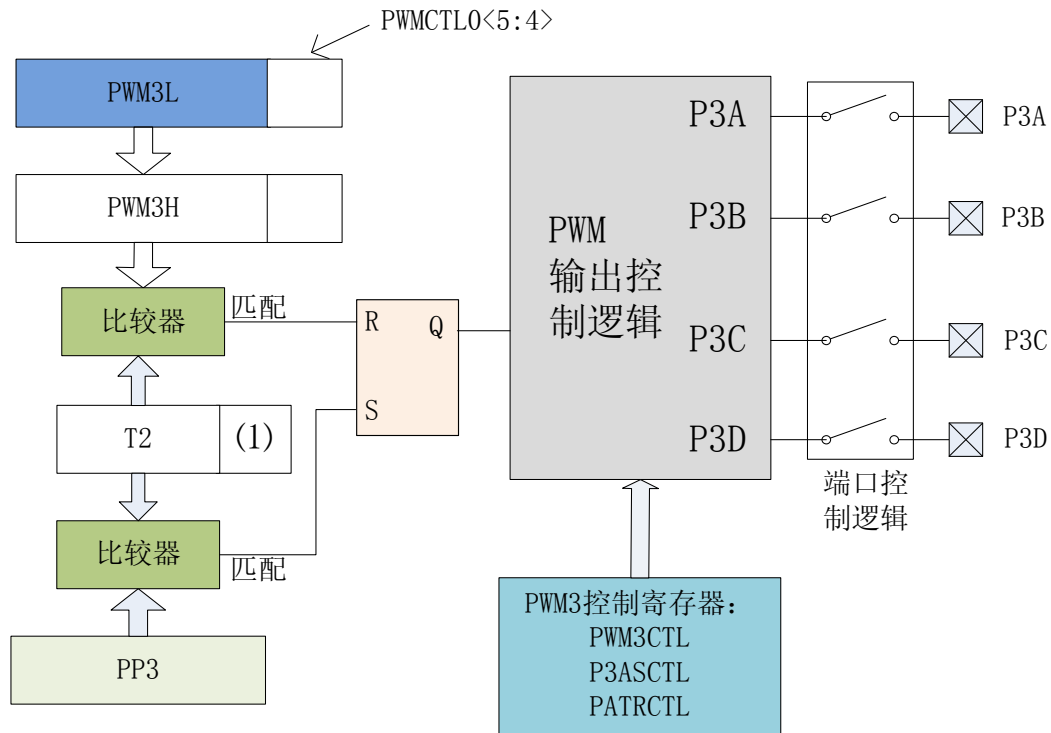 PWMCTL0<5:4>
PWM3L
PWM3H
比较器
匹配
T2
(1)
比较器
匹配
PP3
R
Q
S
PWM
输出控
制逻辑
P3A
P3B
P3C
P3D
端口控
制逻辑
P3A
P3B
P3C
P3D
PWM3控制寄存器：
PWM3CTL
P3ASCTL
PATRCTL